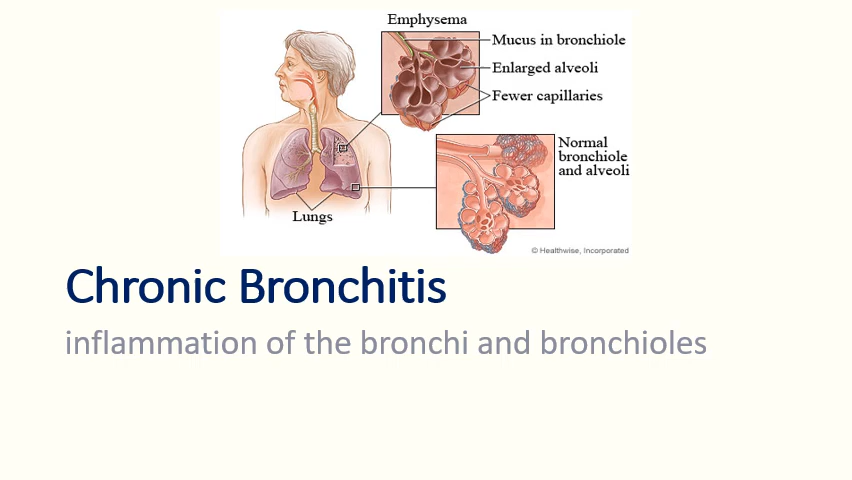 Emphysema
Mucus in bronchiole
Enlarged alveoli
Fewer capillaries
Normal
bronchiole
and alveoli
Lungs
© Healthwise, Incorporated
Chronic Bronchitis
inflammation of the bronchi and bronchioles